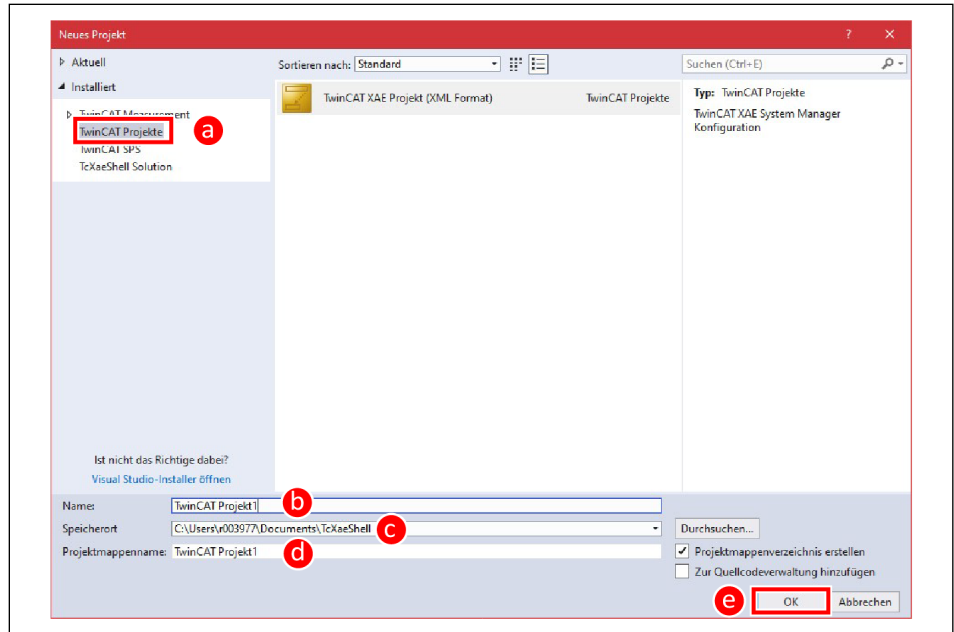 Neues Projekt ? ✕
Aktuell
Sortieren nach: Standard
Suchen (Ctrl+E)
Installiert
TwinCAT Measurement
TwinCAT Projekte
a
TwinCAT SPS
TcXaeShell Solution
TwinCAT XAE Projekt (XML Format) TwinCAT Projekte
Typ: TwinCAT Projekte
TwinCAT XAE System Manager
Konfiguration
Ist nicht das Richtige dabei?
Visual Studio-Installer öffnen
Name: TwinCAT Projekt1 b
Speicherort C:\Users\r003977\Documents\TcXaeShell c Durchsuchen...
Projektmappenname: TwinCAT Projekt1 d
Projektmappenverzeichnis erstellen
Zur Quellcodeverwaltung hinzufügen
e OK Abbrechen